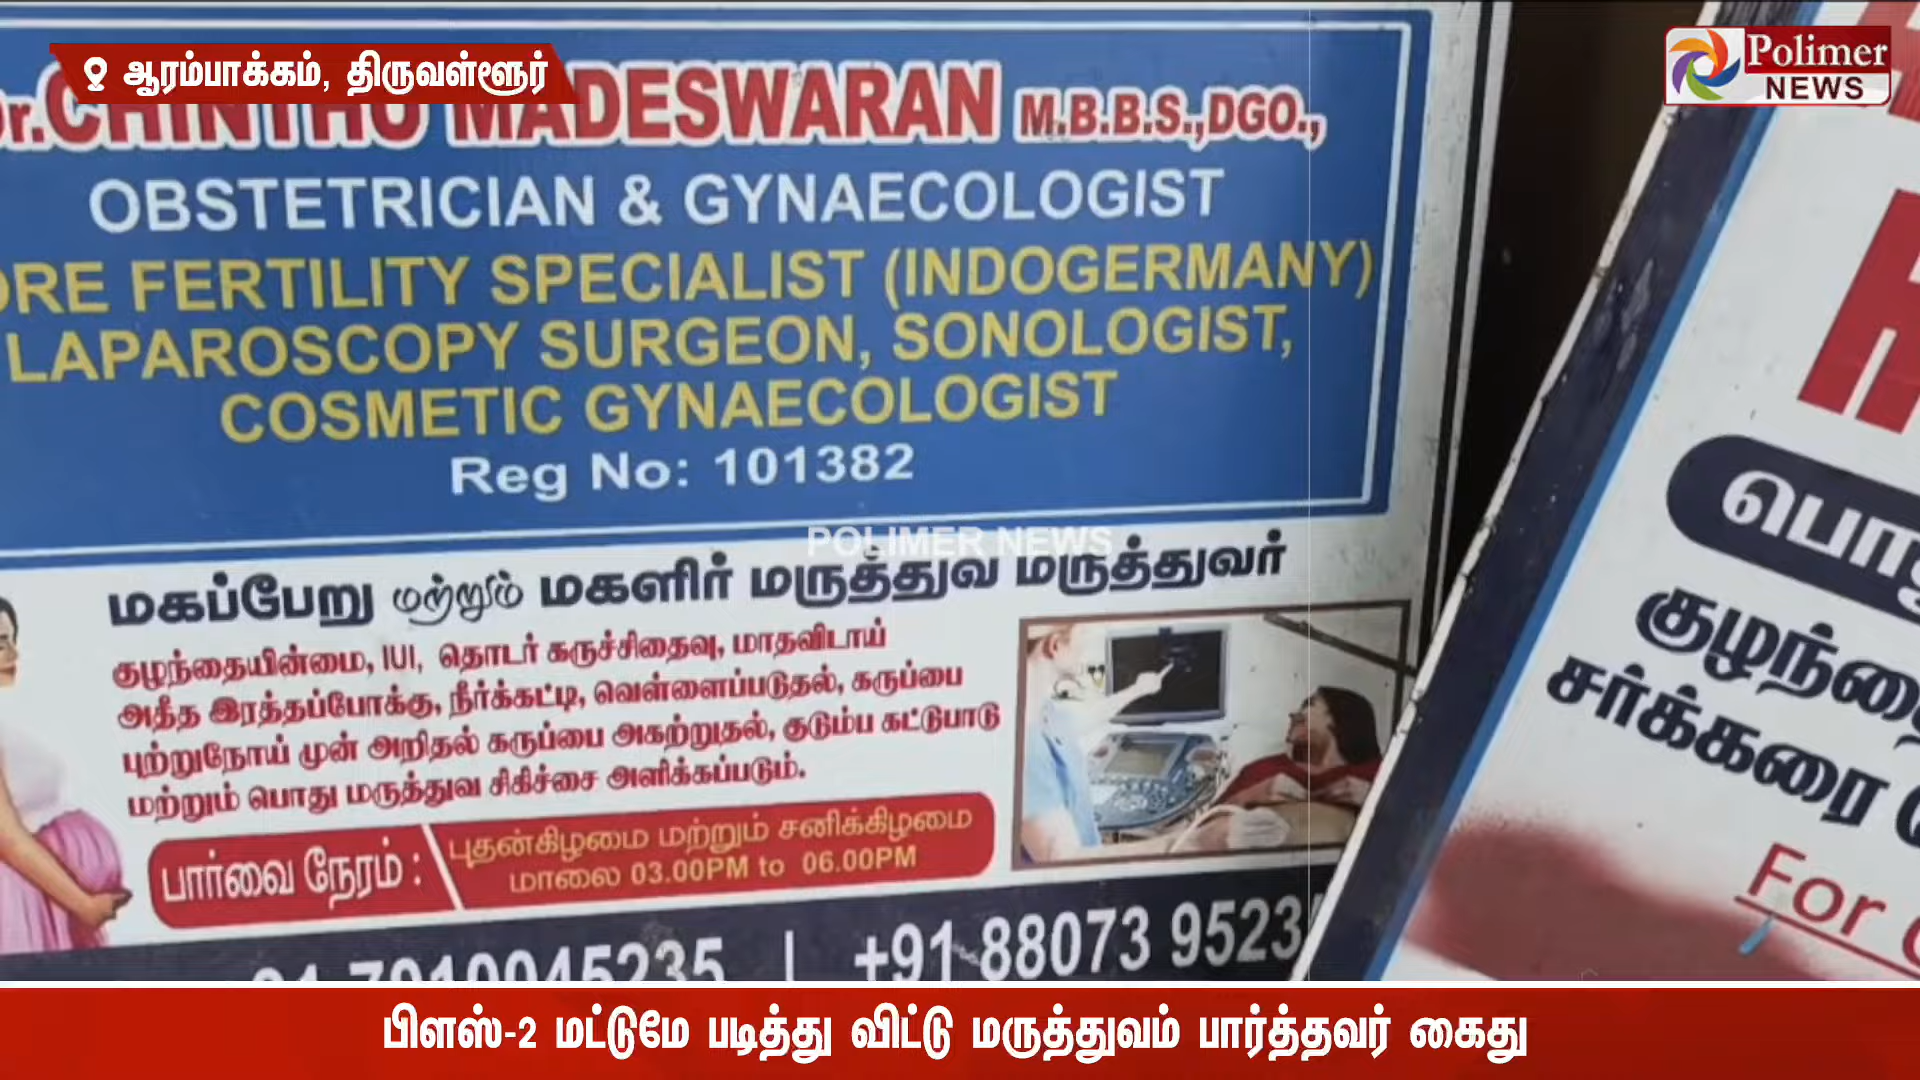 ஆரம்பாக்கம், திருவள்ளூர்
Polimer
NEWS
Dr.CHINTHU MADESWARAN M.B.B.S.,DGO.,
OBSTETRICIAN & GYNAECOLOGIST
FERTILITY SPECIALIST (INDOGERMANY)
LAPAROSCOPY SURGEON, SONOLOGIST,
COSMETIC GYNAECOLOGIST
Reg No: 101382
POLIMER NEWS
மகப்பேறு மற்றும் மகளிர் மருத்துவ மருத்துவர்
குழந்தையின்மை, IUI, தொடர் கருச்சிதைவு, மாதவிடாய்
அதீத இரத்தப்போக்கு, நீர்க்கட்டி, வெள்ளைப்படுதல், கருப்பை
புற்றுநோய் முன் அறிதல் கருப்பை அகற்றுதல், குடும்ப கட்டுபாடு
மற்றும் பொது மருத்துவ சிகிச்சை அளிக்கப்படும்.
பார்வை நேரம் :
புதன்கிழமை மற்றும் சனிக்கிழமை
மாலை 03.00PM to 06.00PM
| +91 88073 9523
சர்க்கரை
For
பிளஸ்-2 மட்டுமே படித்து விட்டு மருத்துவம் பார்த்தவர் கைது